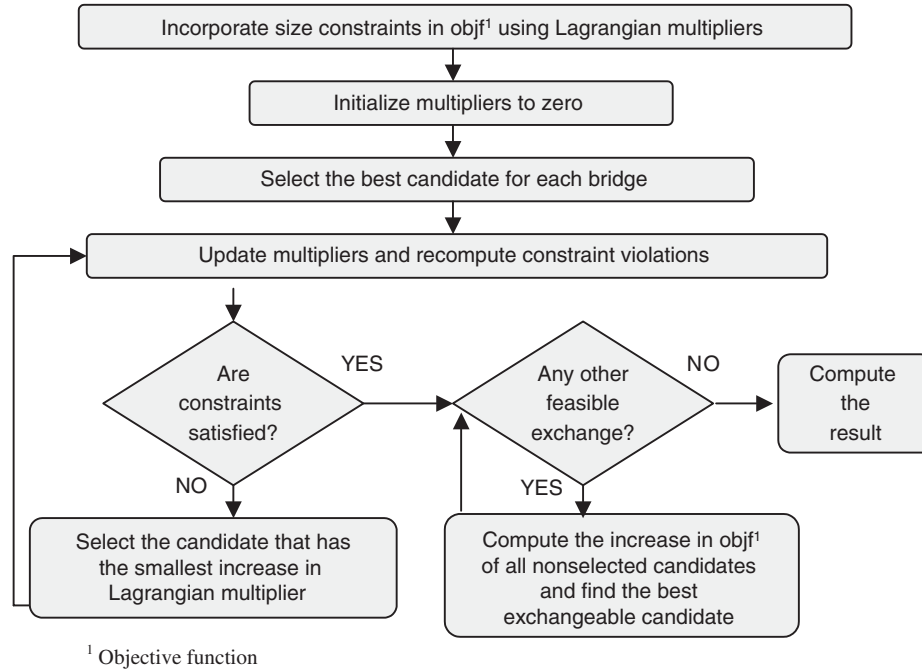 Incorporate size constraints in objf¹ using Lagrangian multipliers
Initialize multipliers to zero
Select the best candidate for each bridge
Update multipliers and recompute constraint violations
Are
constraints
satisfied?
YES
NO
Any other
feasible
exchange?
NO
YES
Compute
the
result
Select the candidate that has
the smallest increase in
Lagrangian multiplier
Compute the increase in objf¹
of all nonselected candidates
and find the best
exchangeable candidate
¹ Objective function